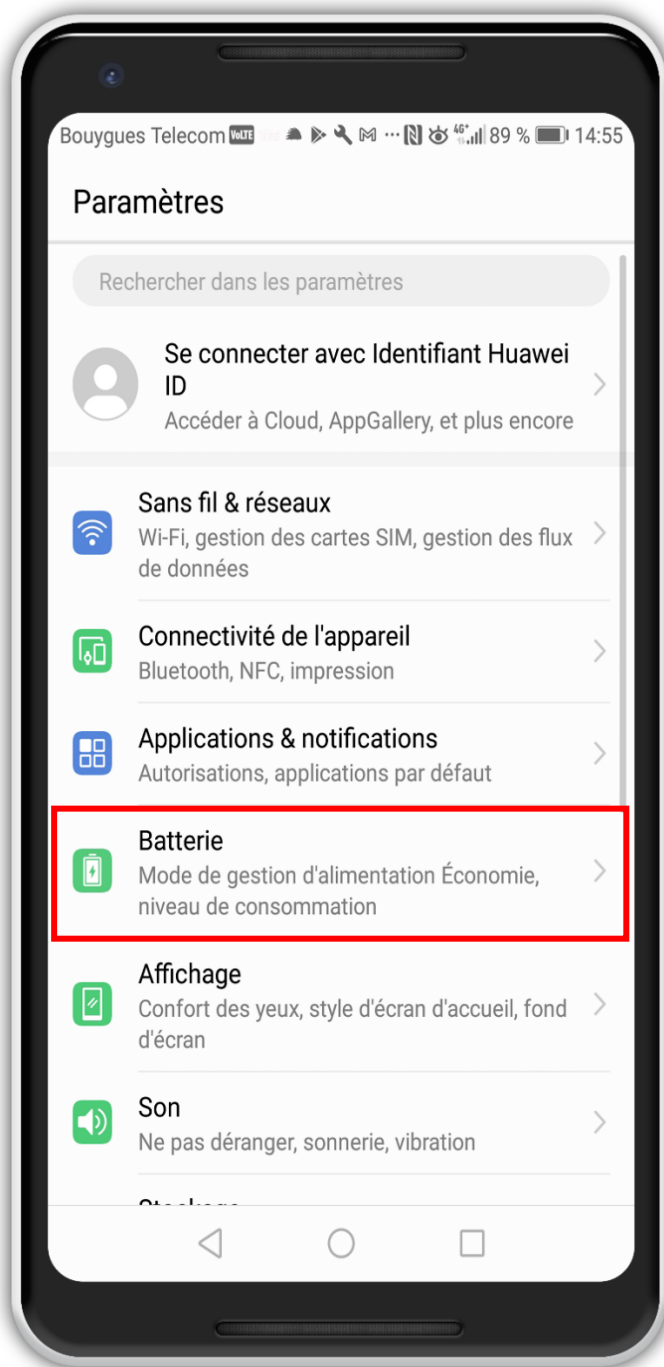 Bouygues Telecom VoLTE 4G+ 89 % 14:55
Paramètres
Rechercher dans les paramètres
Se connecter avec Identifiant Huawei
ID
Accéder à Cloud, AppGallery, et plus encore
Sans fil & réseaux
Wi-Fi, gestion des cartes SIM, gestion des flux
de données
Connectivité de l'appareil
Bluetooth, NFC, impression
Applications & notifications
Autorisations, applications par défaut
Batterie
Mode de gestion d'alimentation Économie,
niveau de consommation
Affichage
Confort des yeux, style d'écran d'accueil, fond
d'écran
Son
Ne pas déranger, sonnerie, vibration